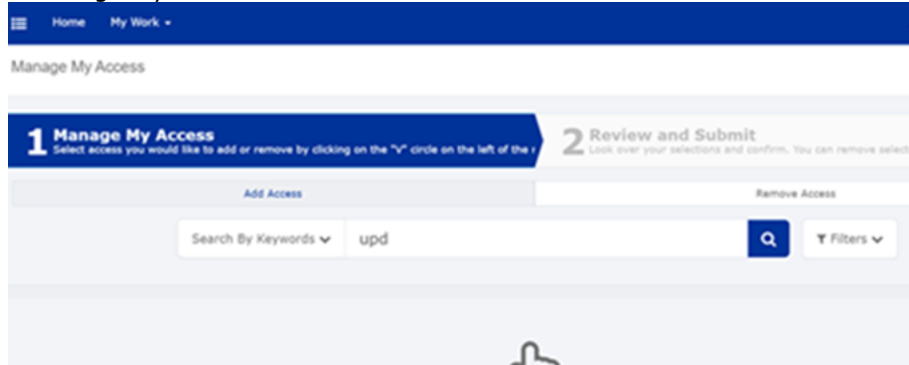 Home My Work
Manage My Access
1 Manage My Access
Select access you would like to add or remove by clicking on the "V" circle on the left of the
2 Review and Submit
Look over your selections and confirm. You can remove select
Add Access
Remove Access
Search By Keywords upd Filters